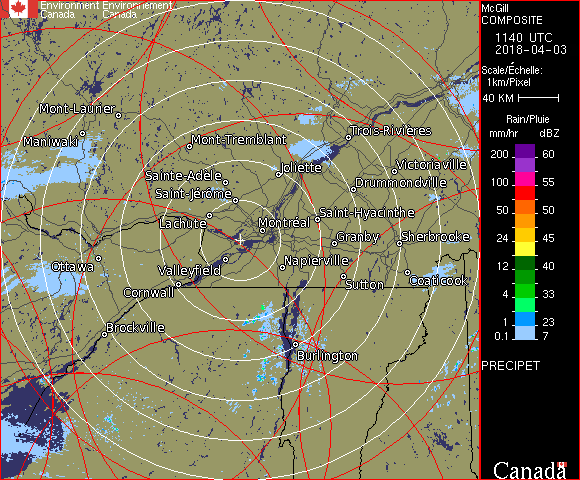 Environment Environnement
Canada Canada
McGill
COMPOSITE
1140 UTC
2018-04-03
Scale/Échelle:
1km/Pixel
40 KM
Rain/Pluie
mm/hr dBZ
200 60
100 55
50 50
24 45
12 40
4 33
1 23
0.1 7
PRECIPET
Canada
Mont-Laurier
Maniwaki
Mont-Tremblant
Trois-Rivières
Joliette
Victoriaville
Sainte-Adèle
Drummondville
Saint-Jérôme
Lachute
Saint-Hyacinthe
Montréal
Granby
Sherbrooke
Ottawa
Valleyfield
Napierville
Cornwall
Sutton
Coaticook
Brockville
Burlington